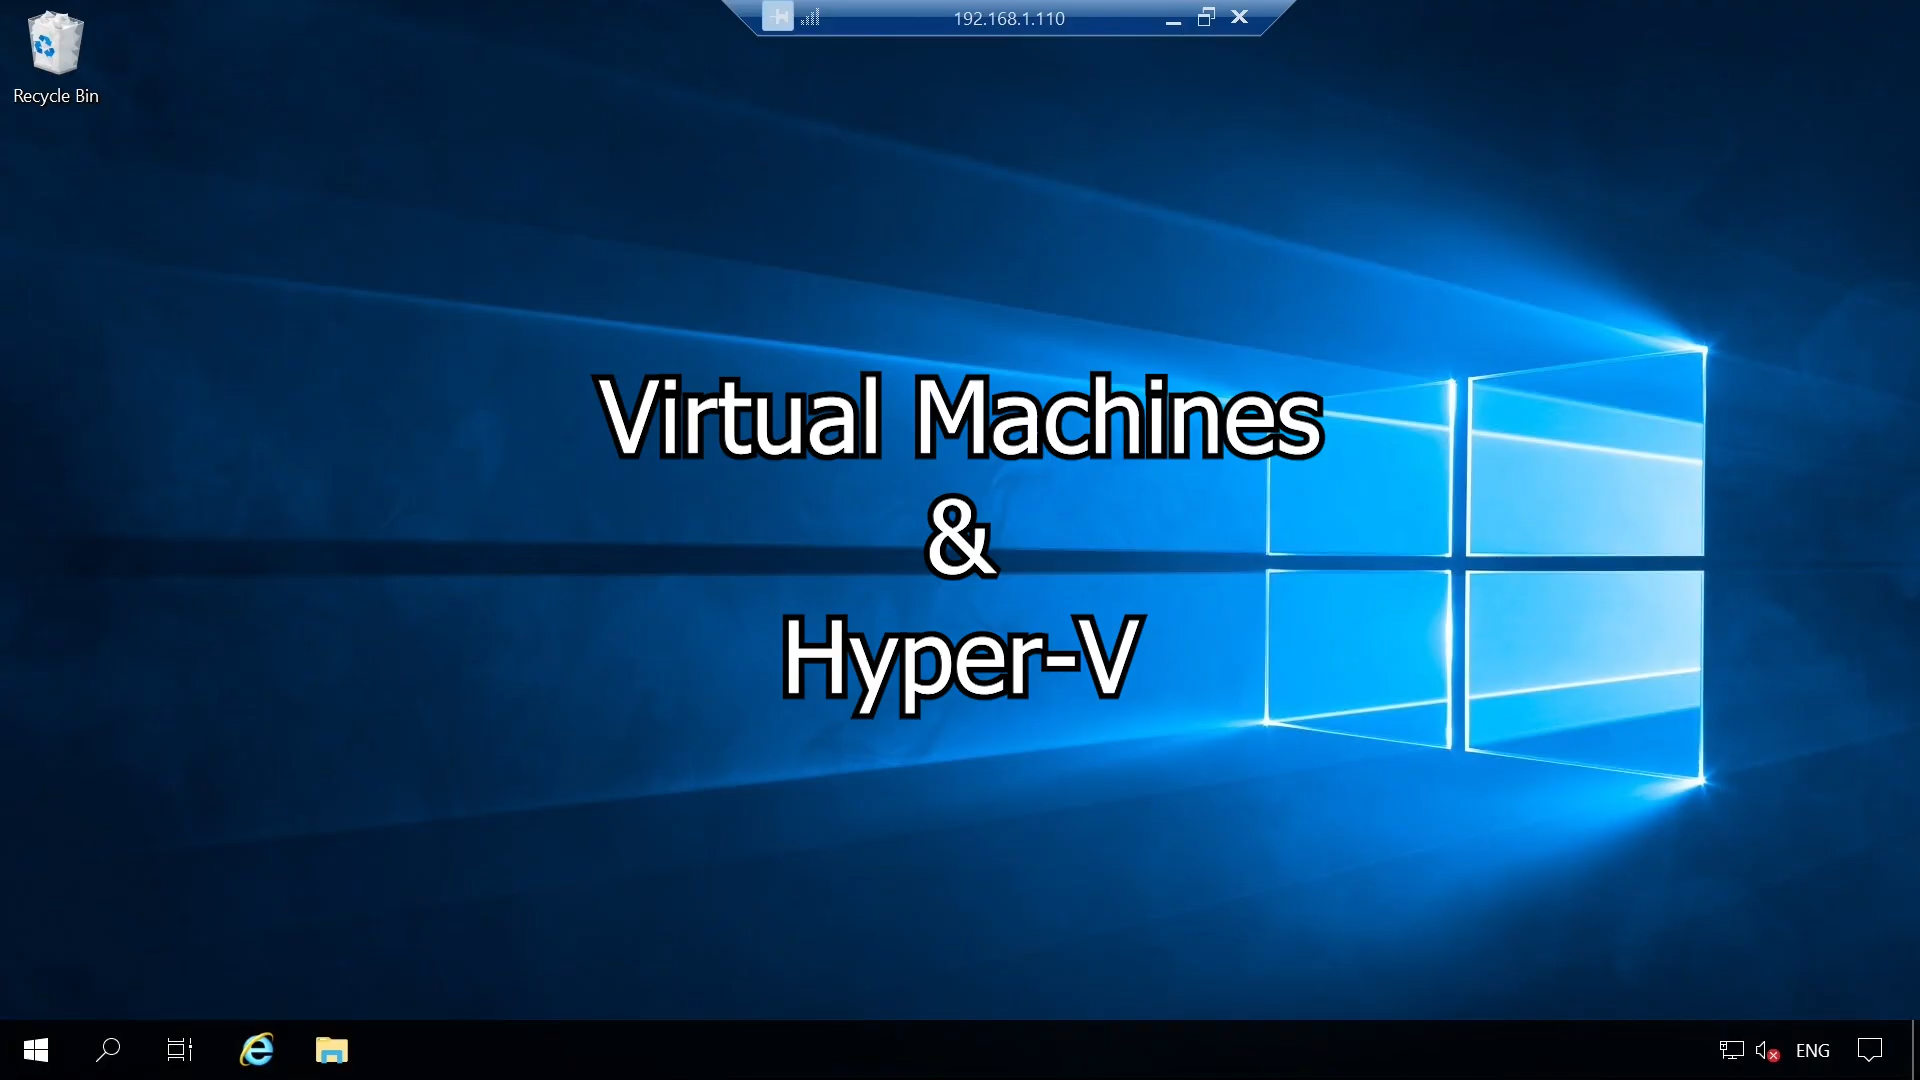 192.168.1.110
Recycle Bin
Virtual Machines
&
Hyper-V
ENG